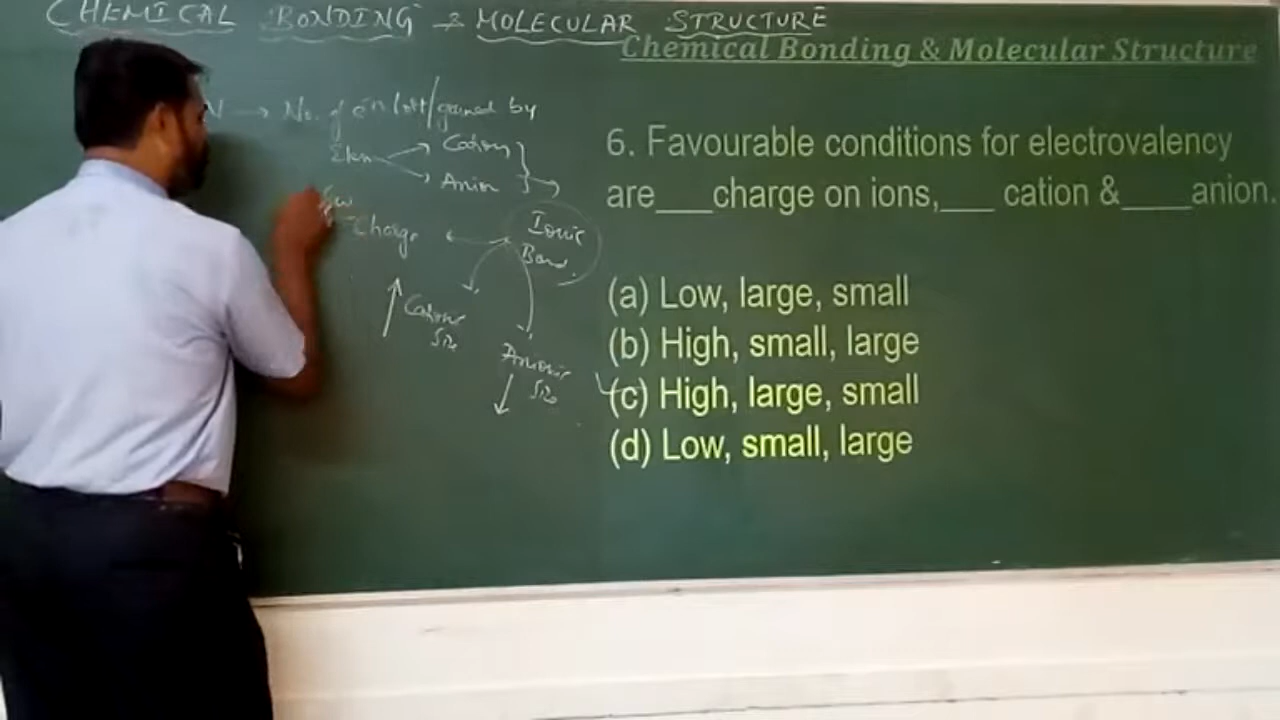 CHEMICAL BONDING & MOLECULAR STRUCTURE
Chemical Bonding & Molecular Structure
N → No. of e⁻n lost/gained by
Cation
Anion
Charge
Ionic
Bond.
Cationic
Size
Anionic
Size
6. Favourable conditions for electrovalency
are___charge on ions,___ cation &____anion.
(a) Low, large, small
(b) High, small, large
(c) High, large, small
(d) Low, small, large